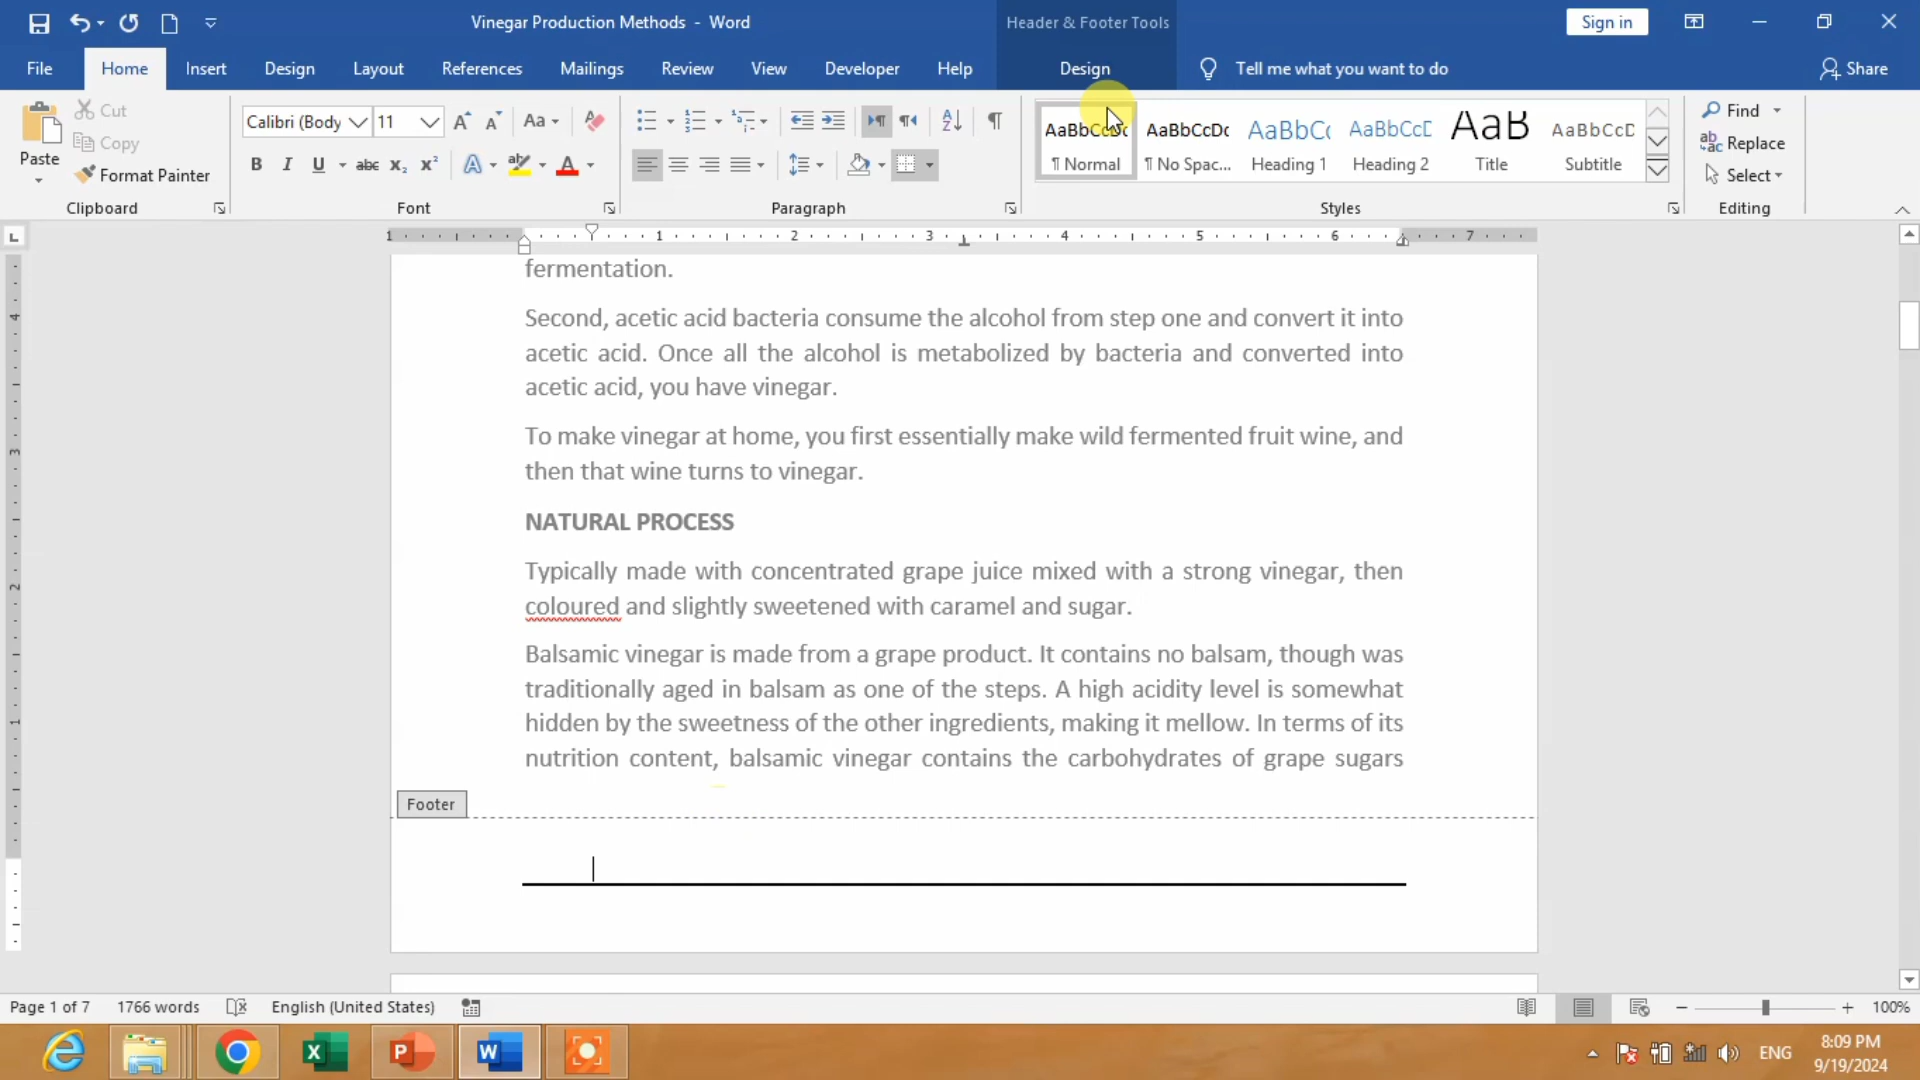 Vinegar Production Methods - Word
Header & Footer Tools
Sign in
File
Home
Insert
Design
Layout
References
Mailings
Review
View
Developer
Help
Design
Tell me what you want to do
Share
Paste
Cut
Copy
Format Painter
Clipboard
Calibri (Body
11
Font
Paragraph
AaBbCcDc
¶ Normal
AaBbCcDc
¶ No Spac...
AaBbCc
Heading 1
AaBbCcD
Heading 2
AaB
Title
AaBbCcD
Subtitle
Styles
Find
Replace
Select
Editing
1 1 2 3 4 5 6 7
fermentation.
Second, acetic acid bacteria consume the alcohol from step one and convert it into
acetic acid. Once all the alcohol is metabolized by bacteria and converted into
acetic acid, you have vinegar.
To make vinegar at home, you first essentially make wild fermented fruit wine, and
then that wine turns to vinegar.
NATURAL PROCESS
Typically made with concentrated grape juice mixed with a strong vinegar, then
coloured and slightly sweetened with caramel and sugar.
Balsamic vinegar is made from a grape product. It contains no balsam, though was
traditionally aged in balsam as one of the steps. A high acidity level is somewhat
hidden by the sweetness of the other ingredients, making it mellow. In terms of its
nutrition content, balsamic vinegar contains the carbohydrates of grape sugars
Footer
Page 1 of 7
1766 words
English (United States)
100%
ENG
8:09 PM
9/19/2024